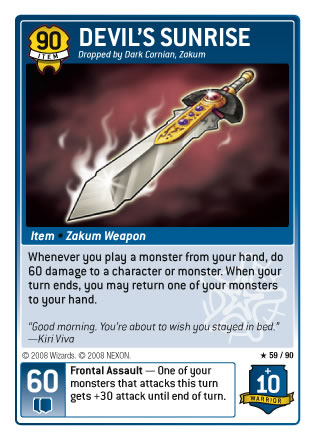 90
ITEM
DEVIL'S SUNRISE
Dropped by Dark Cornian, Zakum
Item • Zakum Weapon
Whenever you play a monster from your hand, do
60 damage to a character or monster. When your
turn ends, you may return one of your monsters
to your hand.
"Good morning. You're about to wish you stayed in bed."
—Kiri Viva
© 2008 Wizards. © 2008 NEXON.
★ 59 / 90
60
Frontal Assault — One of your
monsters that attacks this turn
gets +30 attack until end of turn.
+
10
WARRIOR